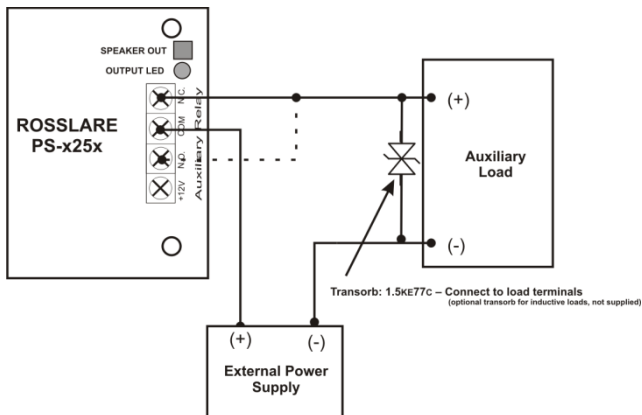 SPEAKER OUT
OUTPUT LED
ROSSLARE
PS-x25x
N.C.
COM
N.O.
+12V
Auxiliary Relay
(+)
Auxiliary
Load
(-)
Transorb: 1.5KE77C – Connect to load terminals
(optional transorb for inductive loads, not supplied)
(+)
(-)
External Power
Supply